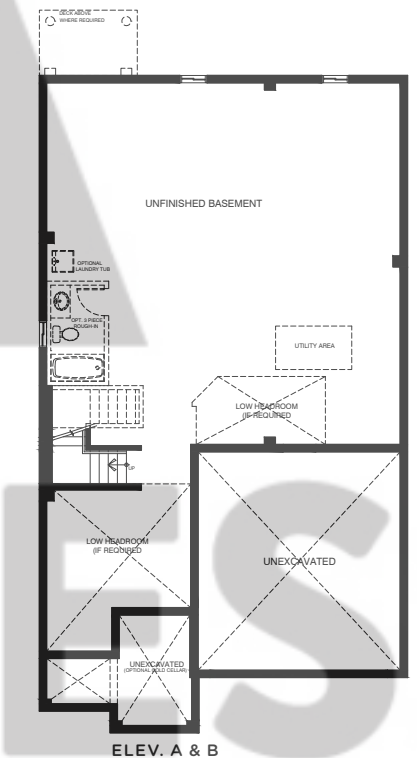 DECK ABOVE
WHERE REQUIRED
UNFINISHED BASEMENT
OPTIONAL
LAUNDRY TUB
OPT. 3 PIECE
ROUGH-IN
UTILITY AREA
LOW HEADROOM
(IF REQUIRED
UP
LOW HEADROOM
(IF REQUIRED
UNEXCAVATED
UNEXCAVATED
(OPTIONAL COLD CELLAR)
ELEV. A & B
ES